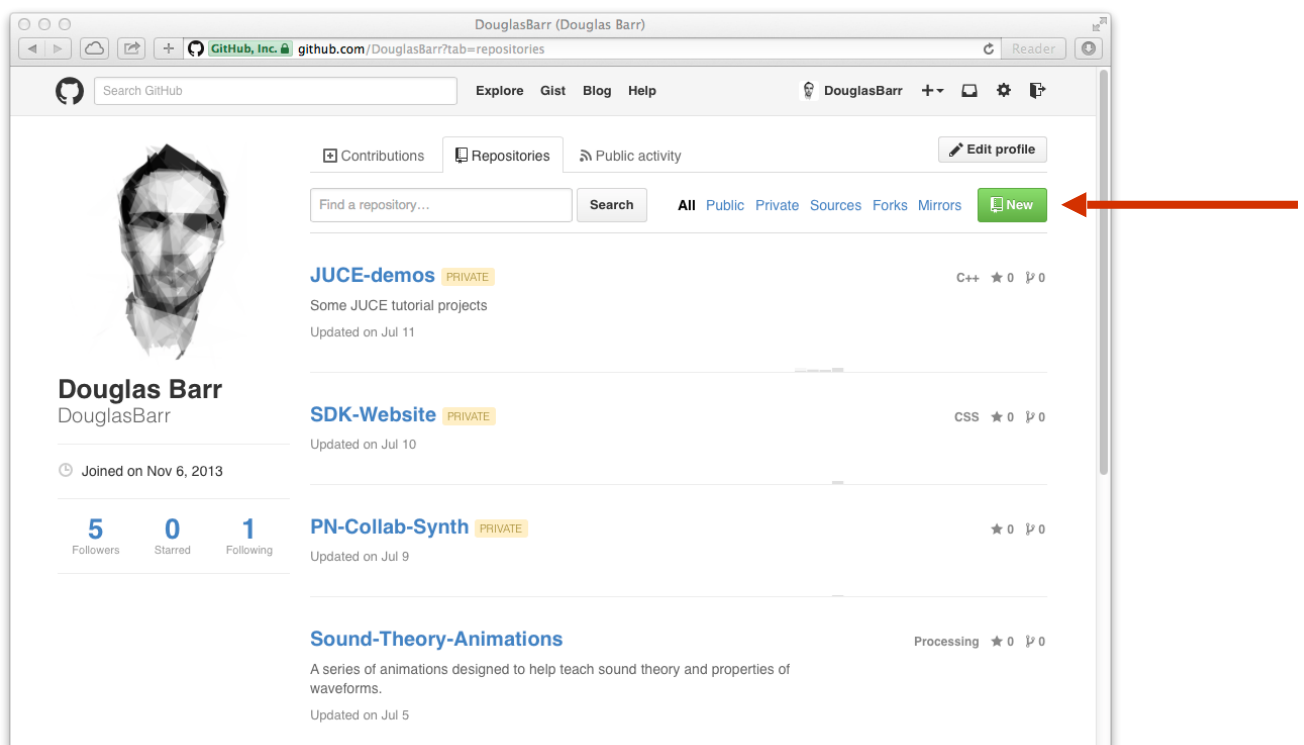 DouglasBarr (Douglas Barr)
GitHub, Inc. github.com/DouglasBarr?tab=repositories Reader
Search GitHub Explore Gist Blog Help DouglasBarr
Contributions Repositories Public activity Edit profile
Find a repository... Search All Public Private Sources Forks Mirrors New
JUCE-demos PRIVATE C++ 0 0
Some JUCE tutorial projects
Updated on Jul 11
Douglas Barr
DouglasBarr
Joined on Nov 6, 2013
5 0 1
Followers Starred Following
SDK-Website PRIVATE CSS 0 0
Updated on Jul 10
PN-Collab-Synth PRIVATE 0 0
Updated on Jul 9
Sound-Theory-Animations Processing 0 0
A series of animations designed to help teach sound theory and properties of
waveforms.
Updated on Jul 5